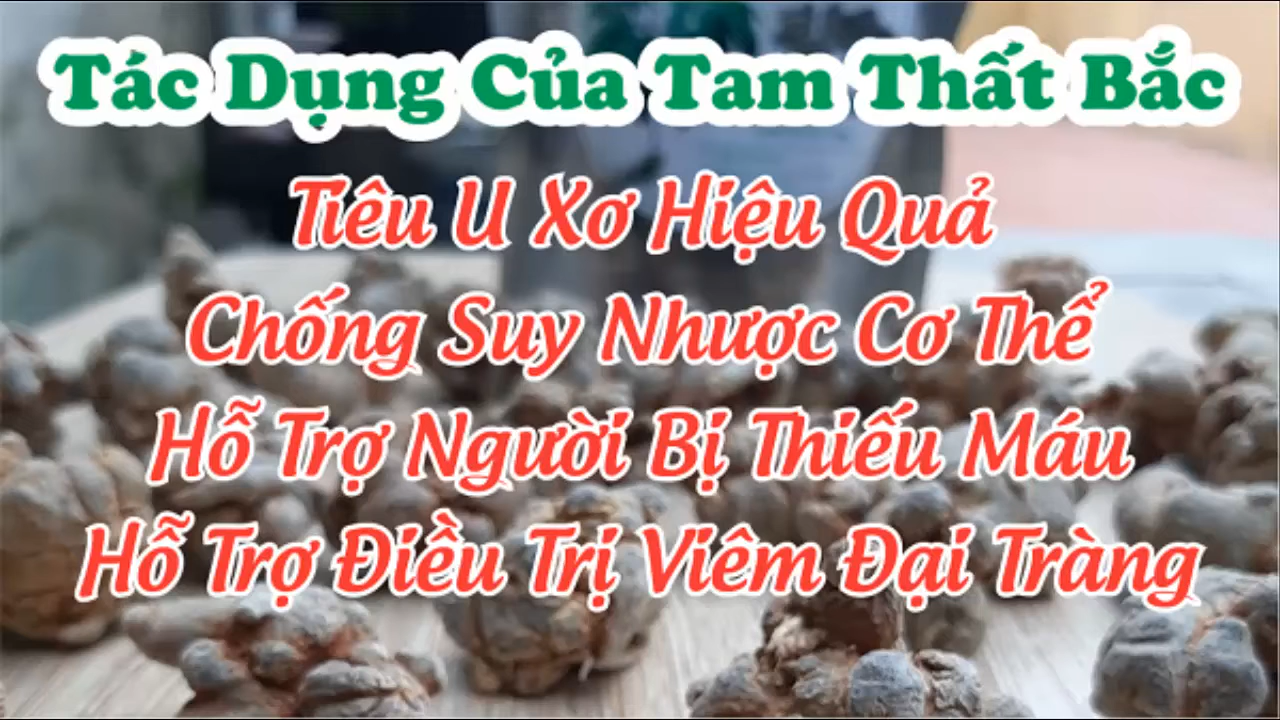 Tác Dụng Của Tam Thất Bắc
Tiêu U Xơ Hiệu Quả
Chống Suy Nhược Cơ Thể
Hỗ Trợ Người Bị Thiếu Máu
Hỗ Trợ Điều Trị Viêm Đại Tràng